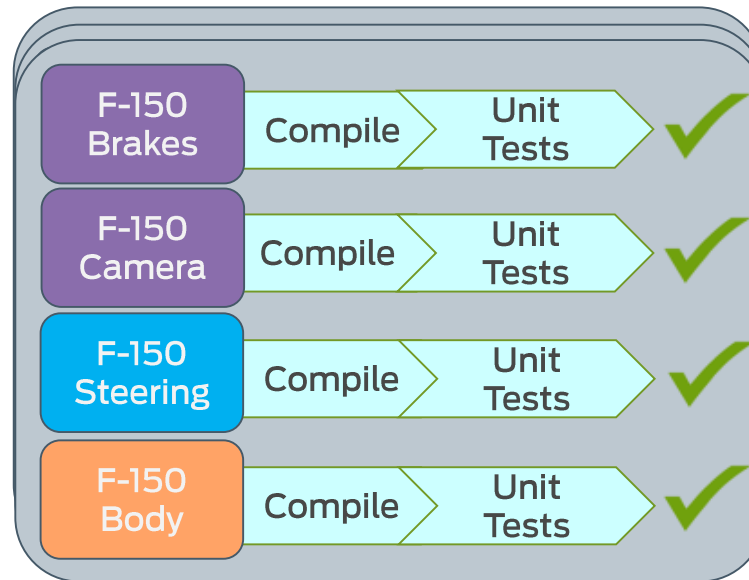 F-150
Brakes
Compile
Unit
Tests
F-150
Camera
Compile
Unit
Tests
F-150
Steering
Compile
Unit
Tests
F-150
Body
Compile
Unit
Tests